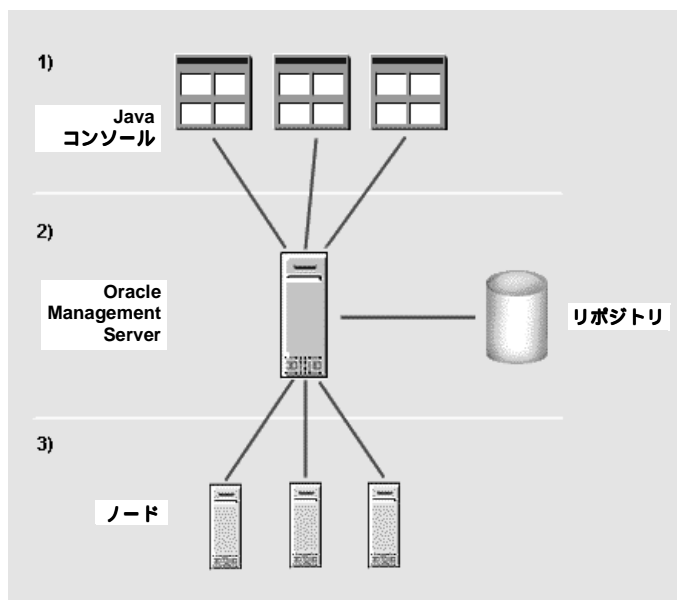 1)
Java
コンソール
2)
Oracle
Management
Server
リポジトリ
3)
ノード